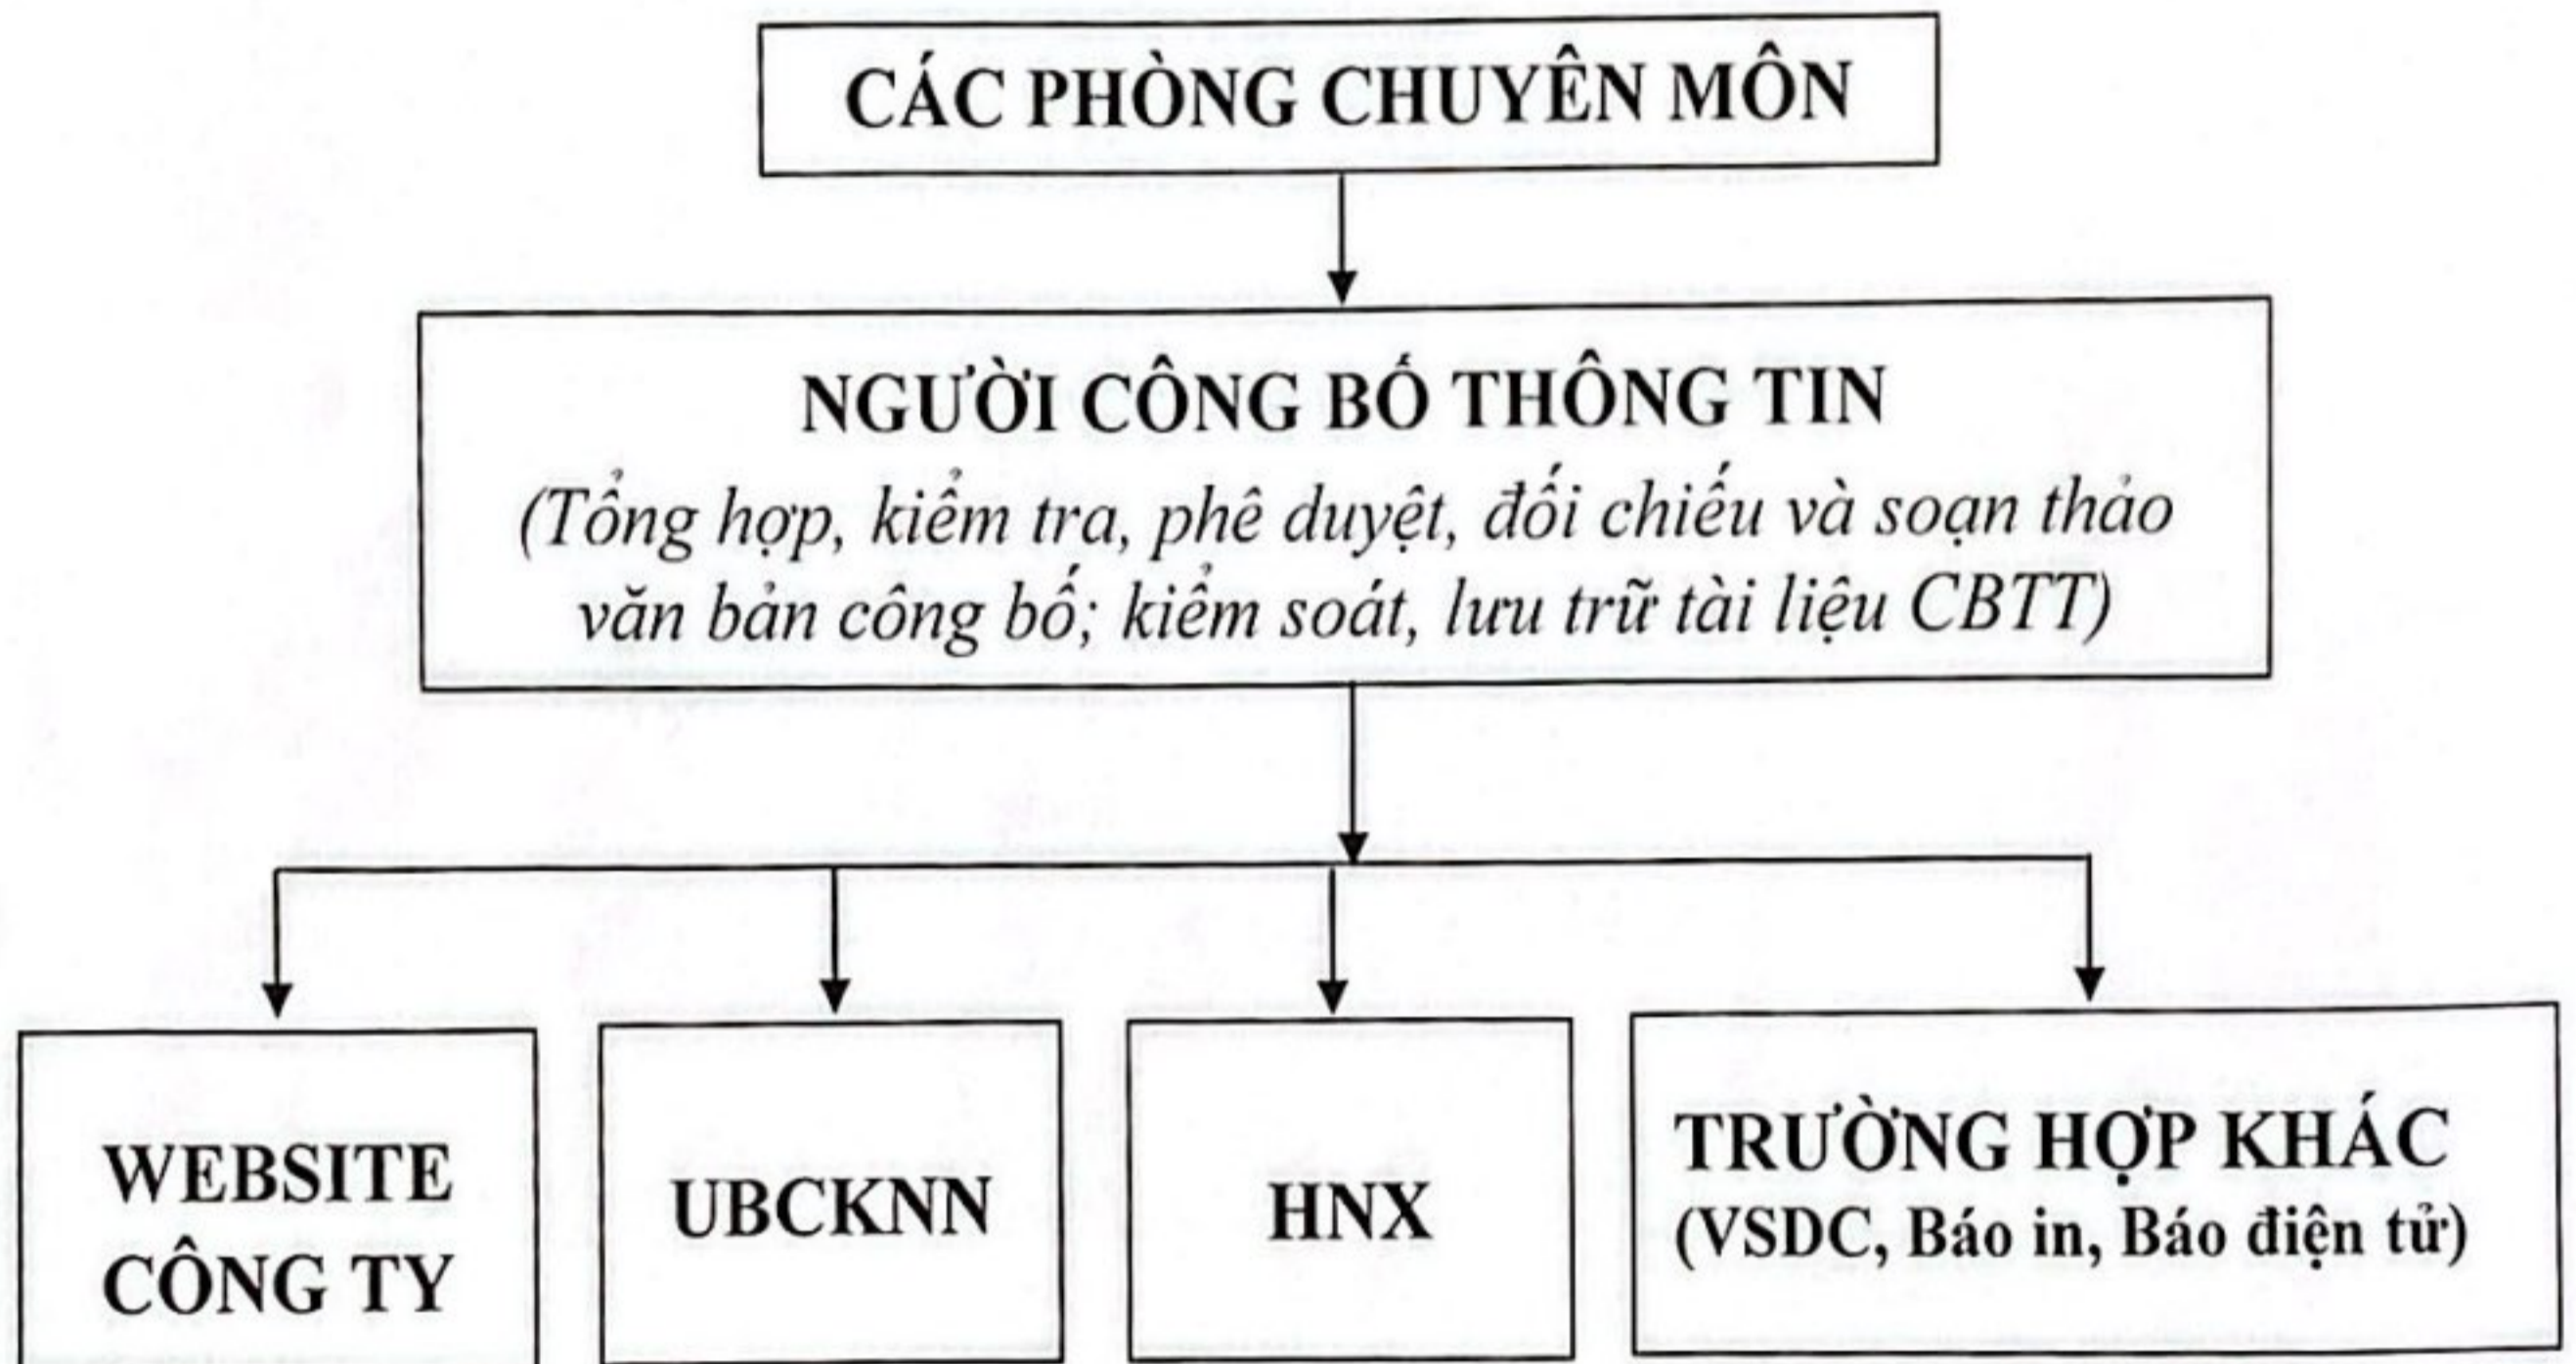 CÁC PHÒNG CHUYÊN MÔN
NGƯỜI CÔNG BỐ THÔNG TIN
(Tổng hợp, kiểm tra, phê duyệt, đối chiếu và soạn thảo
văn bản công bố; kiểm soát, lưu trữ tài liệu CBTT)
WEBSITE
CÔNG TY
UBCKNN
HNX
TRƯỜNG HỢP KHÁC
(VSDC, Báo in, Báo điện tử)